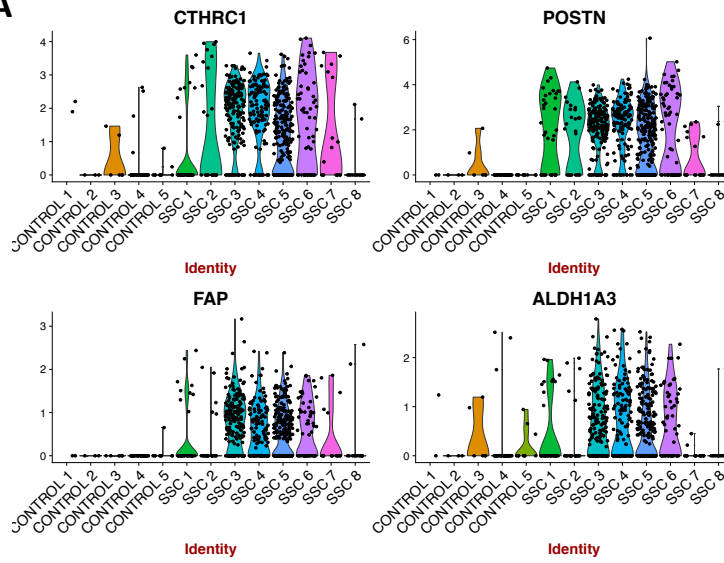 A
CTHRC1
POSTN
4
3
2
1
0
6
4
2
0
CONTROL 1
CONTROL 2
CONTROL 3
CONTROL 4
CONTROL 5
SSC 1
SSC 2
SSC 3
SSC 4
SSC 5
SSC 6
SSC 7
SSC 8
CONTROL 1
CONTROL 2
CONTROL 3
CONTROL 4
CONTROL 5
SSC 1
SSC 2
SSC 3
SSC 4
SSC 5
SSC 6
SSC 7
SSC 8
Identity
Identity
FAP
ALDH1A3
3
2
1
0
2
1
0
CONTROL 1
CONTROL 2
CONTROL 3
CONTROL 4
CONTROL 5
SSC 1
SSC 2
SSC 3
SSC 4
SSC 5
SSC 6
SSC 7
SSC 8
CONTROL 1
CONTROL 2
CONTROL 3
CONTROL 4
CONTROL 5
SSC 1
SSC 2
SSC 3
SSC 4
SSC 5
SSC 6
SSC 7
SSC 8
Identity
Identity